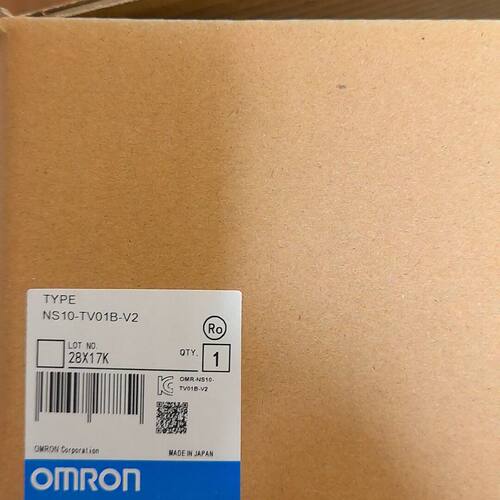 TYPE
NS10-TV01B-V2
Ro
LOT NO.
28X17K
QTY. 1
OMR-NS10-
TV01B-V2
OMRON Corporation
MADE IN JAPAN
OMRON